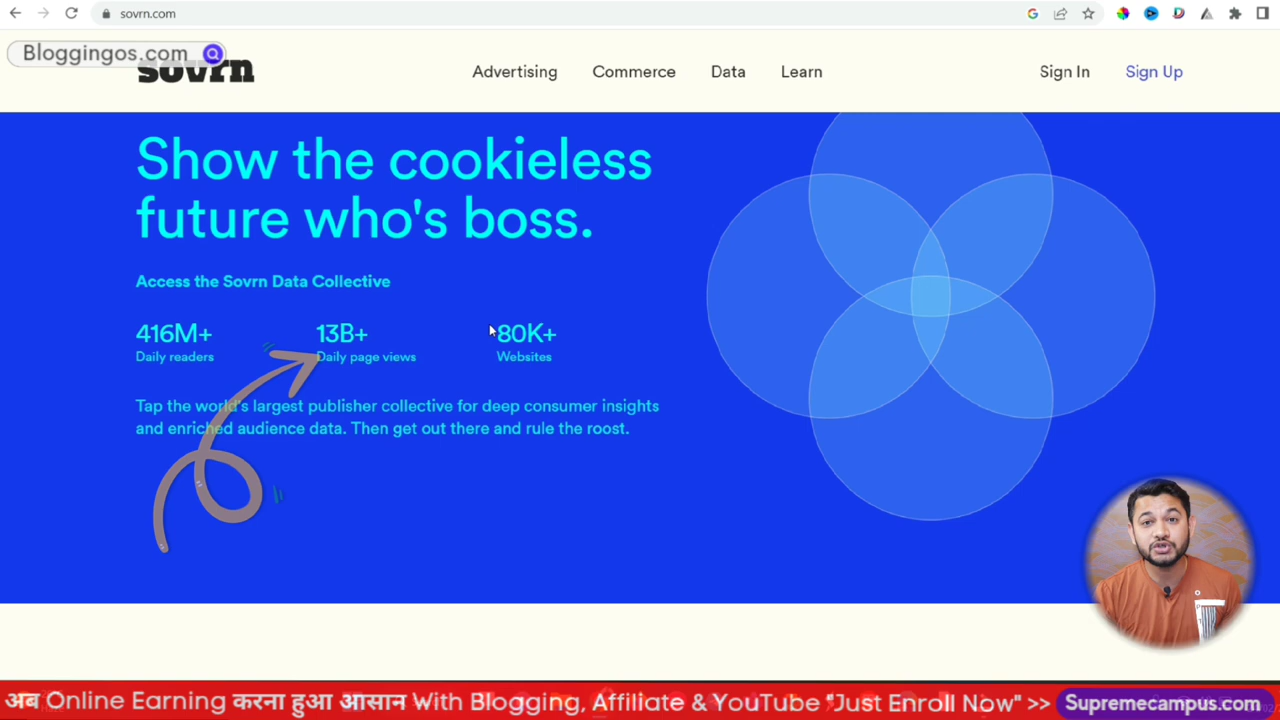 sovrn.com
Bloggingos.com
sovrn
Advertising Commerce Data Learn
Sign In Sign Up
Show the cookieless
future who's boss.
Access the Sovrn Data Collective
416M+ 13B+ 80K+
Daily readers Daily page views Websites
Tap the world's largest publisher collective for deep consumer insights
and enriched audience data. Then get out there and rule the roost.
अब Online Earning करना हुआ आसान With Blogging, Affiliate & YouTube "Just Enroll Now" >> Supremecampus.com